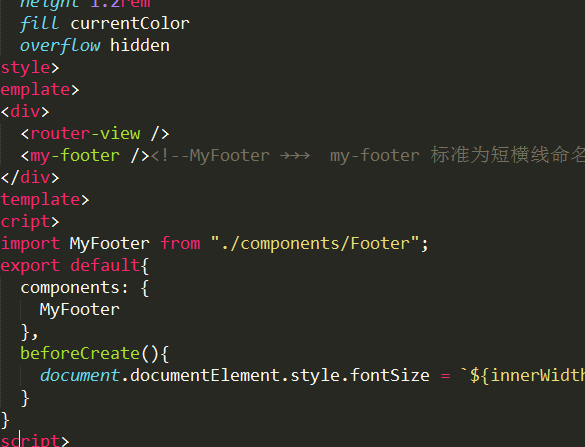 height 1.2rem
fill currentColor
overflow hidden
style>
emplate>
<div>
<router-view />
<my-footer /><!--MyFooter →→→ my-footer 标准为短横线命名
</div>
template>
cript>
import MyFooter from "./components/Footer";
export default{
components: {
MyFooter
},
beforeCreate(){
document.documentElement.style.fontSize = `${innerWidth
}
}
script>